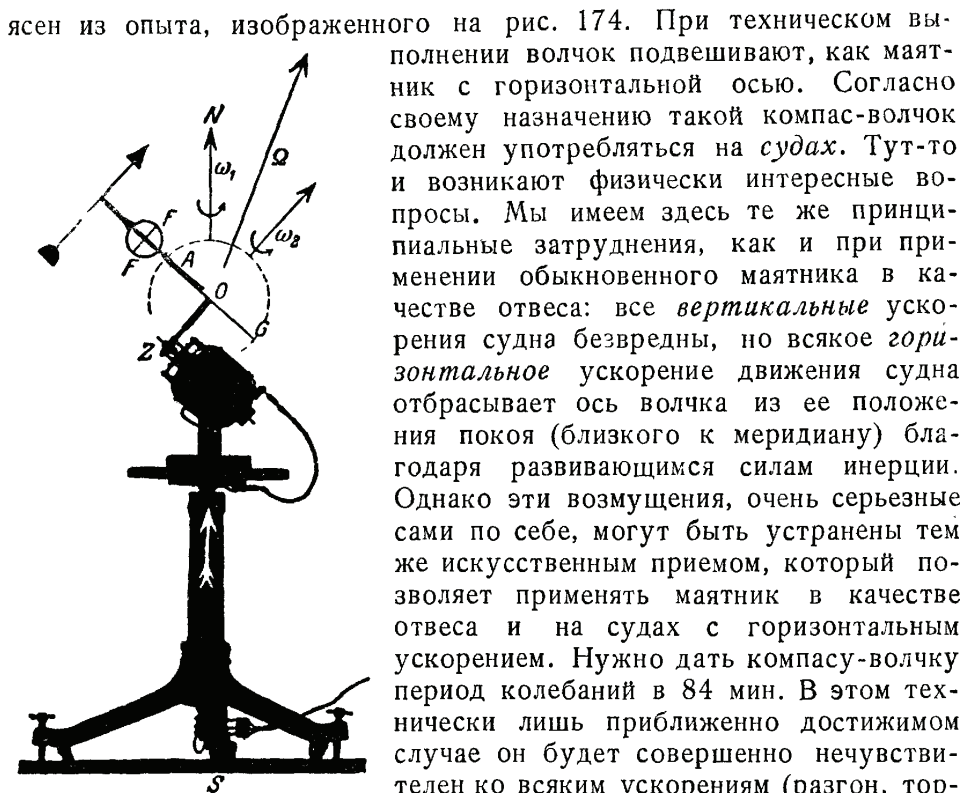 ясен из опыта, изображенного на рис. 174. При техническом вы-
полнении волчок подвешивают, как маят-
ник с горизонтальной осью. Согласно
своему назначению такой компас-волчок
должен употребляться на судах. Тут-то
и возникают физически интересные во-
просы. Мы имеем здесь те же принци-
пиальные затруднения, как и при при-
менении обыкновенного маятника в ка-
честве отвеса: все вертикальные уско-
рения судна безвредны, но всякое гори-
зонтальное ускорение движения судна
отбрасывает ось волчка из ее положе-
ния покоя (близкого к меридиану) бла-
годаря развивающимся силам инерции.
Однако эти возмущения, очень серьезные
сами по себе, могут быть устранены тем
же искусственным приемом, который по-
зволяет применять маятник в качестве
отвеса и на судах с горизонтальным
ускорением. Нужно дать компасу-волчку
период колебаний в 84 мин. В этом тех-
нически лишь приближенно достижимом
случае он будет совершенно нечувстви-
телен ко всяким ускорениям (разгон, тор-
N
Ω
ω₁
ω₂
F
F
A
O
G
Z
S